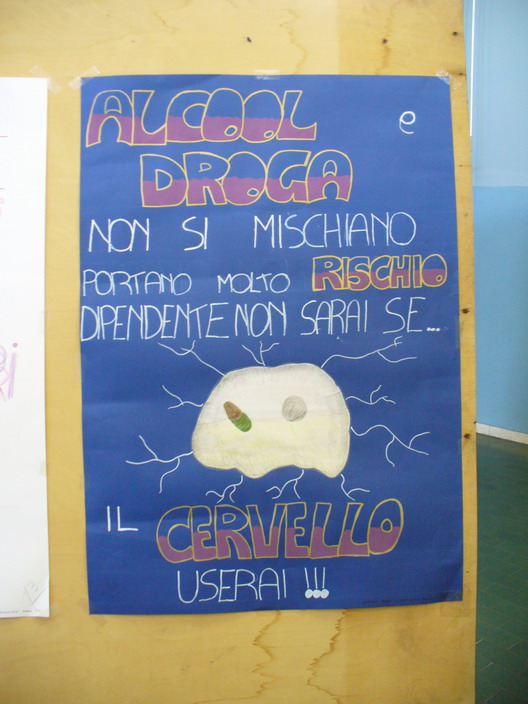 ALCOOL e
DROGA
NON SI MISCHIANO
PORTANO MOLTO RISCHIO
DIPENDENTE NON SARAI SE...
IL CERVELLO
USERAI !!!